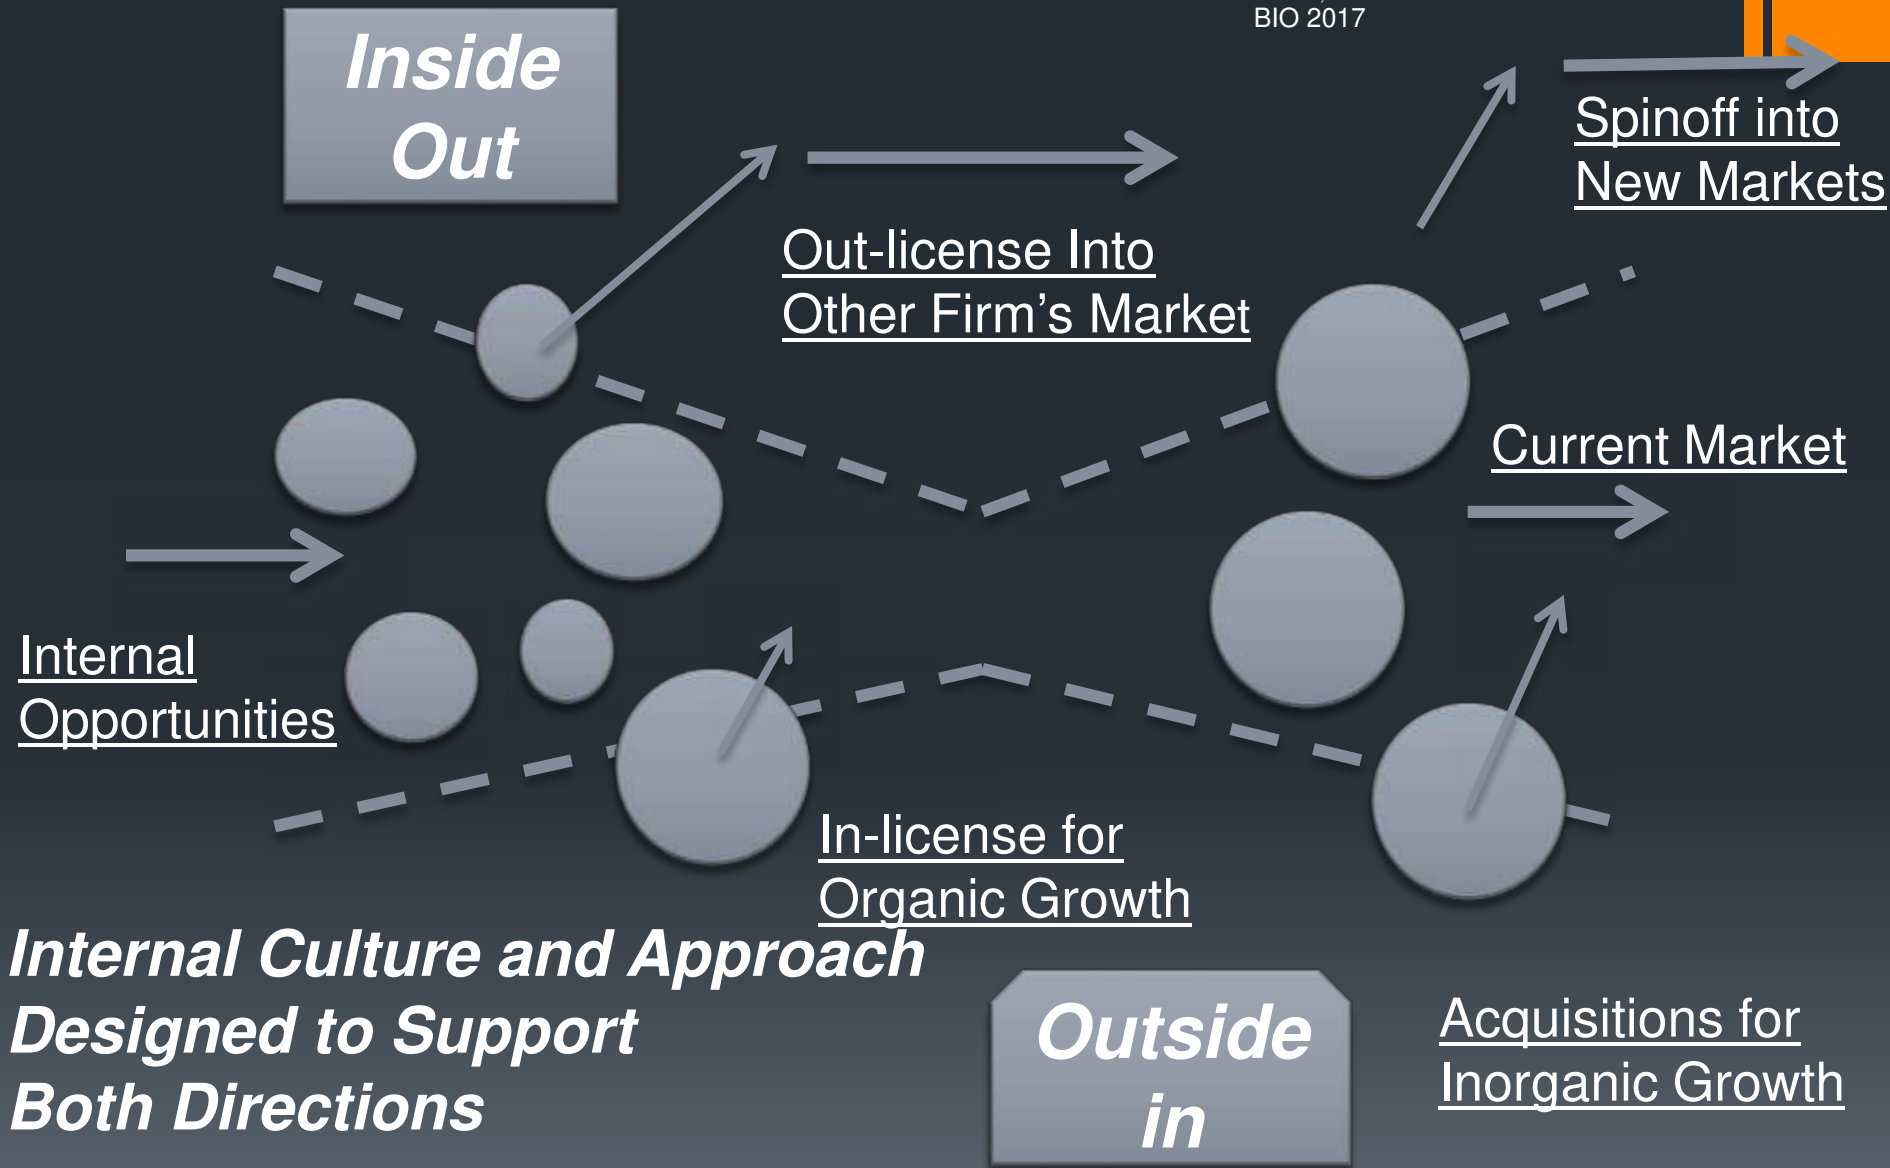 BIO 2017
Inside
Out
Spinoff into
New Markets
Out-license Into
Other Firm’s Market
Current Market
Internal
Opportunities
In-license for
Organic Growth
Internal Culture and Approach
Designed to Support
Both Directions
Outside
in
Acquisitions for
Inorganic Growth